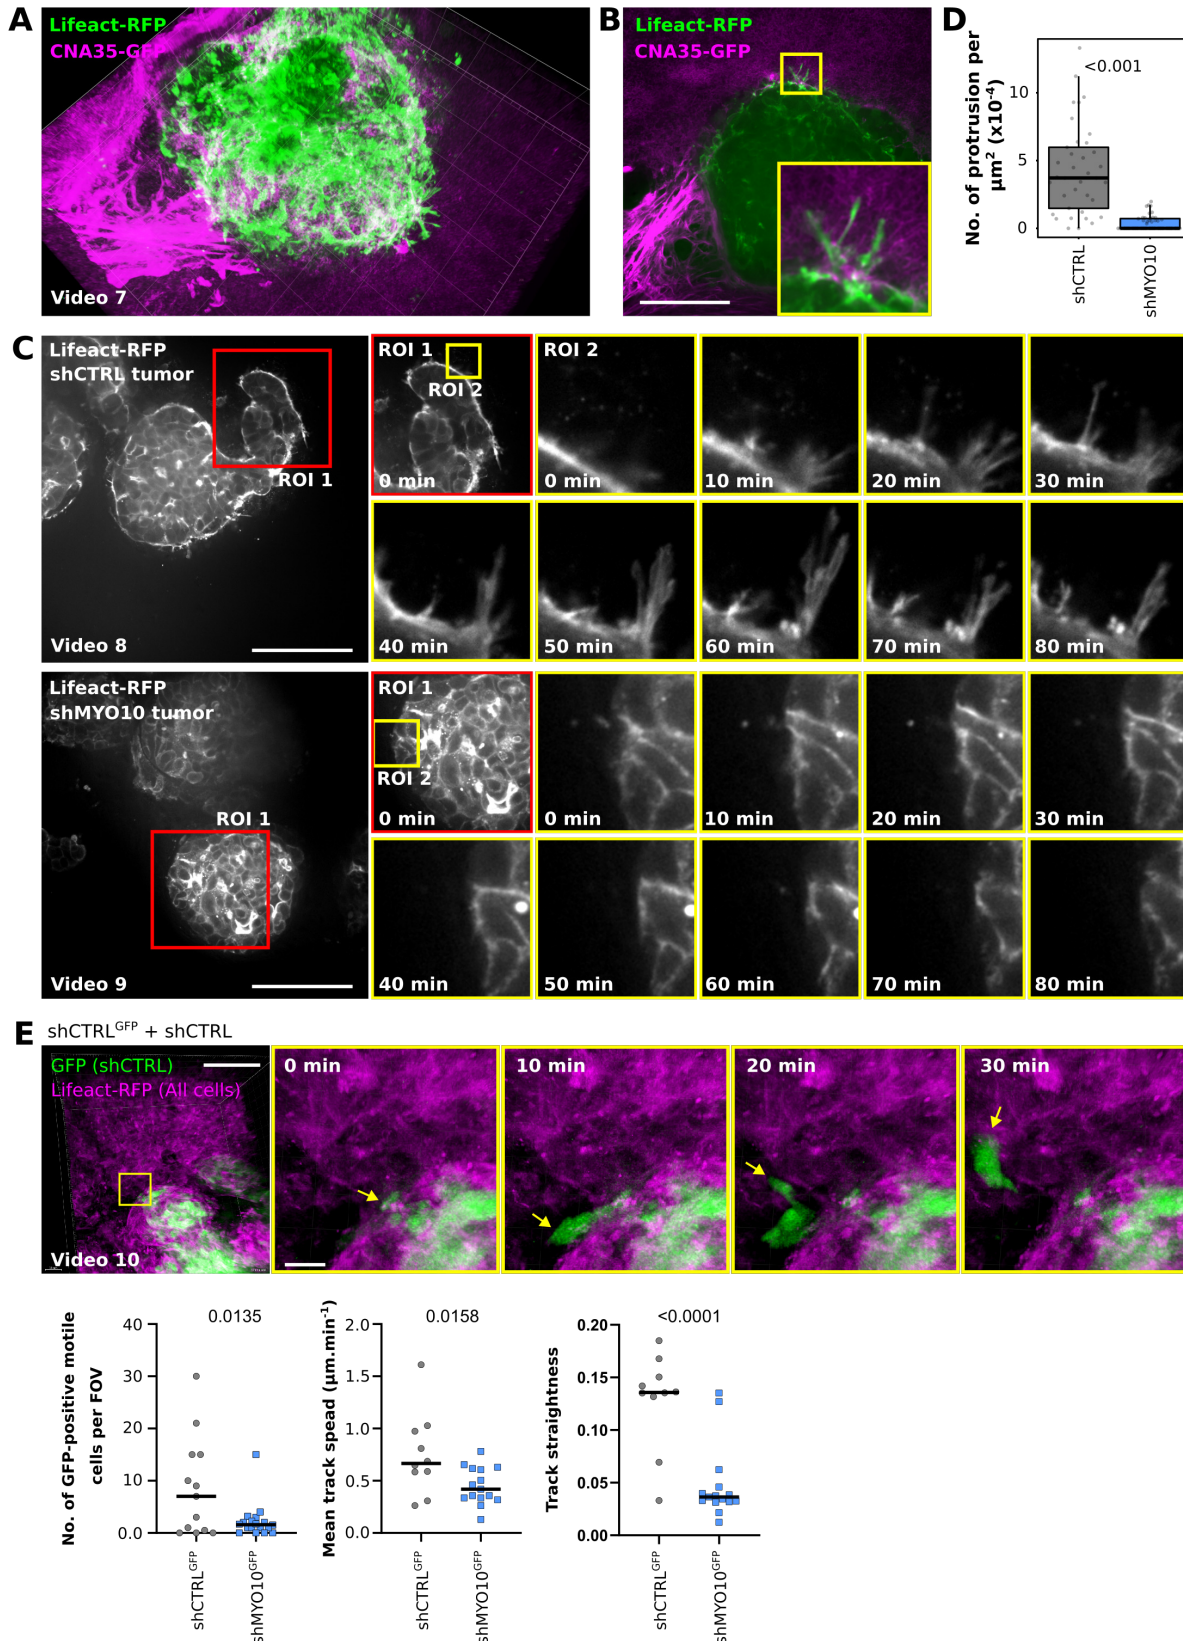 A
Lifeact-RFP
CNA35-GFP
Video 7
B
Lifeact-RFP
CNA35-GFP
D
No. of protrusion per
µm² (x10⁻⁴)
10
5
0
<0.001
shCTRL
shMYO10
C
Lifeact-RFP
shCTRL tumor
ROI 1
Video 8
ROI 1
ROI 2
0 min
ROI 2
0 min
10 min
20 min
30 min
40 min
50 min
60 min
70 min
80 min
Lifeact-RFP
shMYO10 tumor
ROI 1
Video 9
ROI 1
ROI 2
0 min
0 min
10 min
20 min
30 min
40 min
50 min
60 min
70 min
80 min
E
shCTRL^GFP + shCTRL
GFP (shCTRL)
Lifeact-RFP (All cells)
Video 10
0 min
10 min
20 min
30 min
No. of GFP-positive motile
cells per FOV
40
30
20
10
0.0
0.0135
shCTRL^GFP
shMYO10^GFP
Mean track spead (µm.min⁻¹)
2.0
1.5
1.0
0.5
0.0
0.0158
shCTRL^GFP
shMYO10^GFP
Track straightness
0.20
0.15
0.10
0.05
0.00
<0.0001
shCTRL^GFP
shMYO10^GFP